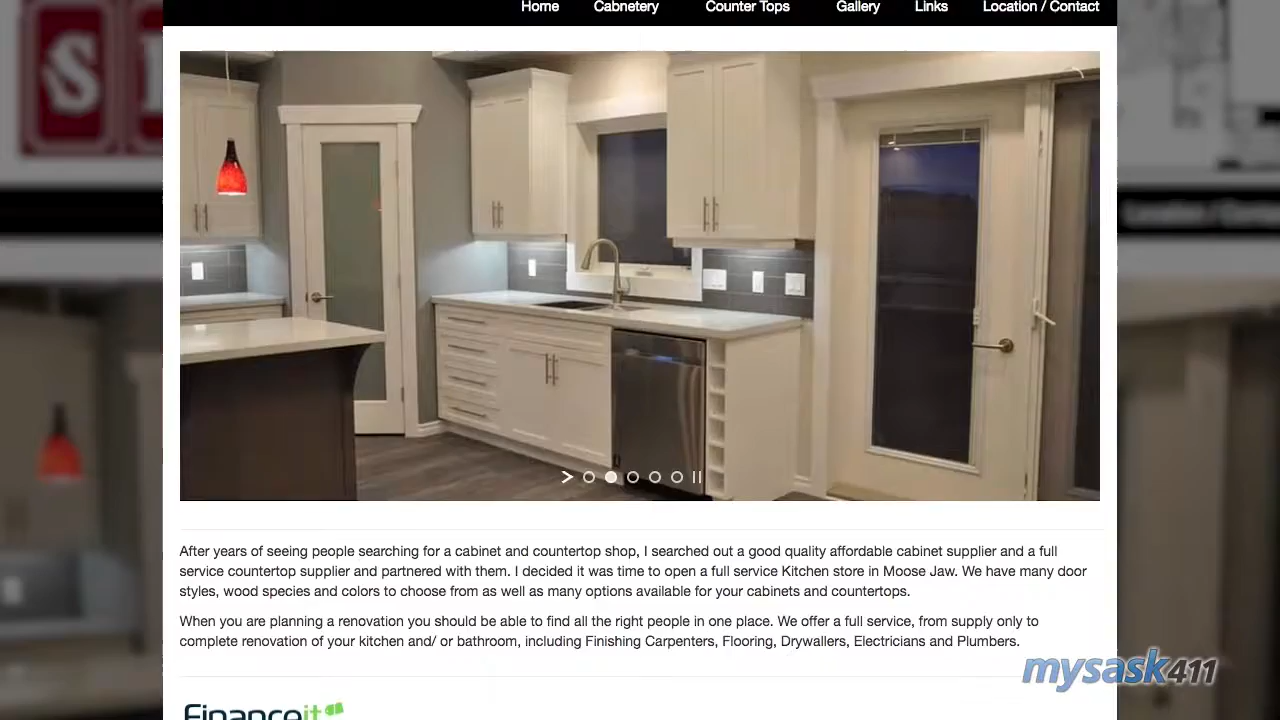 Home Cabnetery Counter Tops Gallery Links Location / Contact
After years of seeing people searching for a cabinet and countertop shop, I searched out a good quality affordable cabinet supplier and a full
service countertop supplier and partnered with them. I decided it was time to open a full service Kitchen store in Moose Jaw. We have many door
styles, wood species and colors to choose from as well as many options available for your cabinets and countertops.
When you are planning a renovation you should be able to find all the right people in one place. We offer a full service, from supply only to
complete renovation of your kitchen and/ or bathroom, including Finishing Carpenters, Flooring, Drywallers, Electricians and Plumbers.
mysask411
Financeit